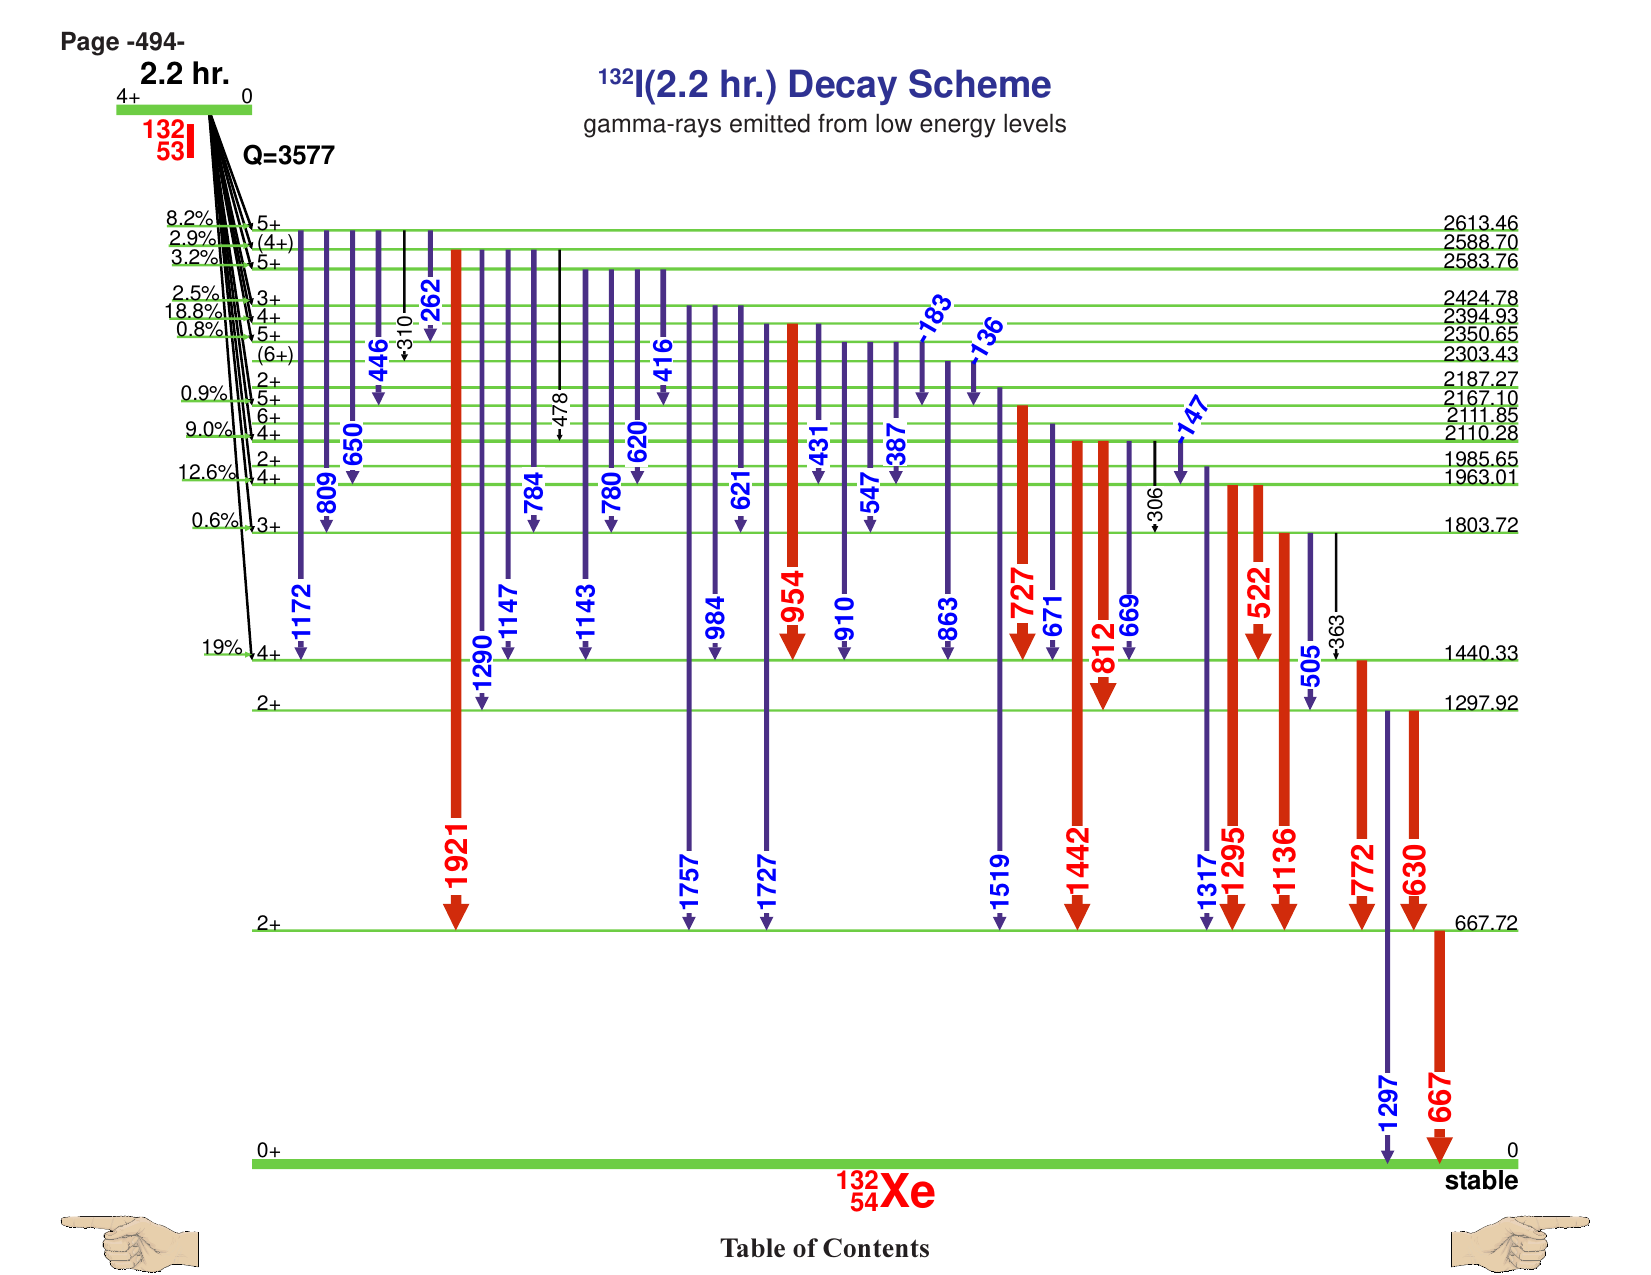 Page -494-
2.2 hr.
4+ 0
132
53 I
Q=3577
132I(2.2 hr.) Decay Scheme
gamma-rays emitted from low energy levels
8.2% 5+ 2613.46
2.9% (4+) 2588.70
3.2% 5+ 2583.76
2.5% 3+ 2424.78
18.8% 4+ 2394.93
0.8% 5+ 2350.65
(6+) 2303.43
2+ 2187.27
0.9% 5+ 2167.10
6+ 2111.85
9.0% 4+ 2110.28
2+ 1985.65
12.6% 4+ 1963.01
0.6% 3+ 1803.72
19% 4+ 1440.33
2+ 1297.92
2+ 667.72
0+ 0
1172
809
650
446
310
262
1921
1290
1147
784
478
1143
780
620
416
1757
984
621
1727
954
431
910
547
387
183
863
136
1519
727
671
1442
812
669
306
147
1317
1295
522
1136
505
363
772
1297
630
667
stable
132
54 Xe
Table of Contents